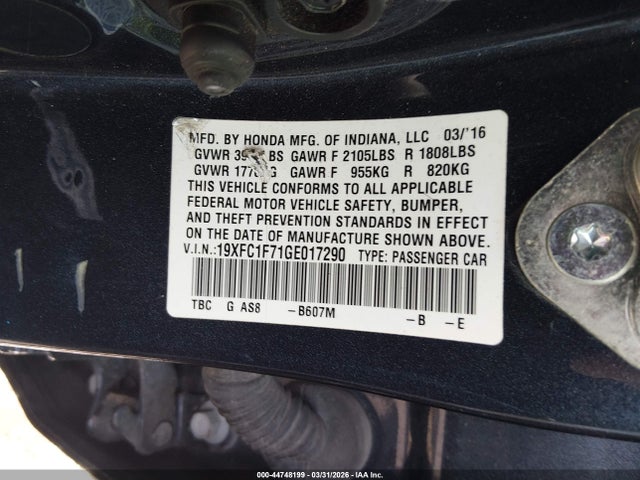 MFD. BY HONDA MFG. OF INDIANA, LLC 03/'16
GVWR GAWR F 2105LBS R 1808LBS
GVWR GAWR F 955KG R 820KG
THIS VEHICLE CONFORMS TO ALL APPLICABLE
FEDERAL MOTOR VEHICLE SAFETY, BUMPER,
AND THEFT PREVENTION STANDARDS IN EFFECT
ON THE DATE OF MANUFACTURE SHOWN ABOVE.
V.I.N.:19XFC1F71GE017290 TYPE: PASSENGER CAR
TBC G AS8 -B607M -B -E
000-44748199 - 03/31/2026 - IAA Inc.